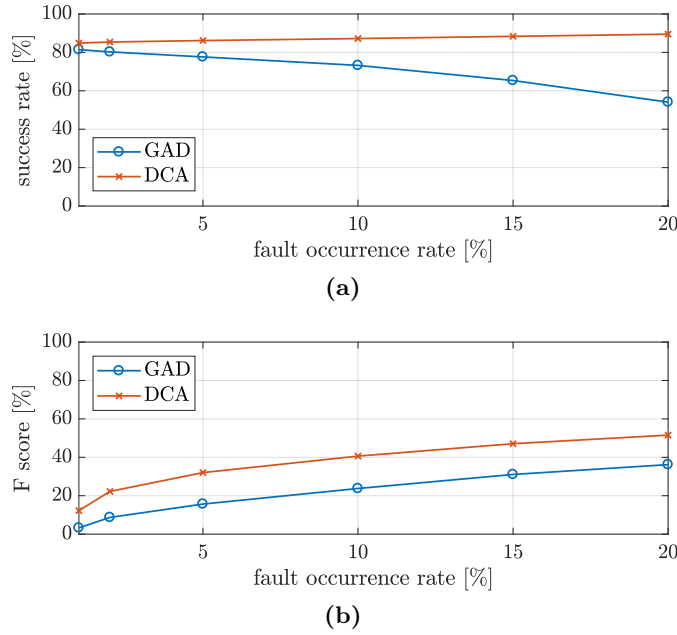 100
80
60
40
20
0
success rate [%]
GAD
DCA
5 10 15 20
fault occurrence rate [%]
(a)
100
80
60
40
20
0
F score [%]
GAD
DCA
5 10 15 20
fault occurrence rate [%]
(b)